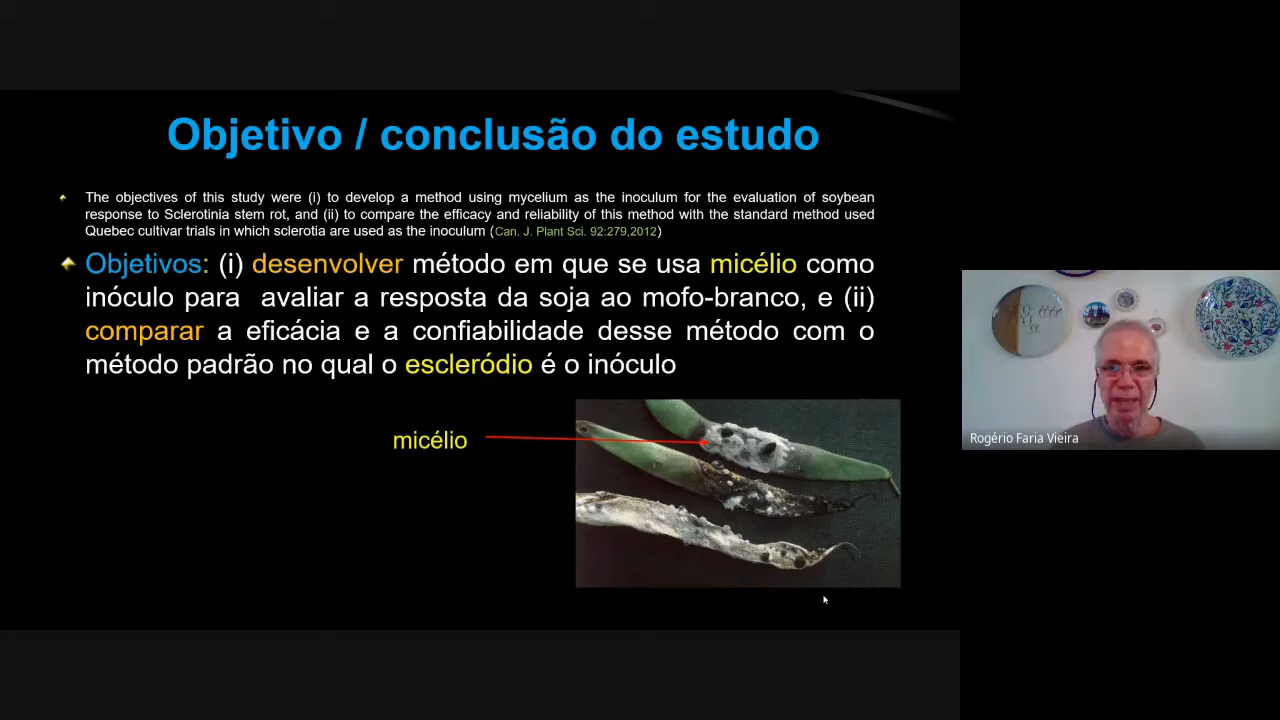 Objetivo / conclusão do estudo
The objectives of this study were (i) to develop a method using mycelium as the inoculum for the evaluation of soybean
response to Sclerotinia stem rot, and (ii) to compare the efficacy and reliability of this method with the standard method used
Quebec cultivar trials in which sclerotia are used as the inoculum (Can. J. Plant Sci. 92:279,2012)
Objetivos: (i) desenvolver método em que se usa micélio como
inóculo para avaliar a resposta da soja ao mofo-branco, e (ii)
comparar a eficácia e a confiabilidade desse método com o
método padrão no qual o escleródio é o inóculo
micélio
Rogério Faria Vieira